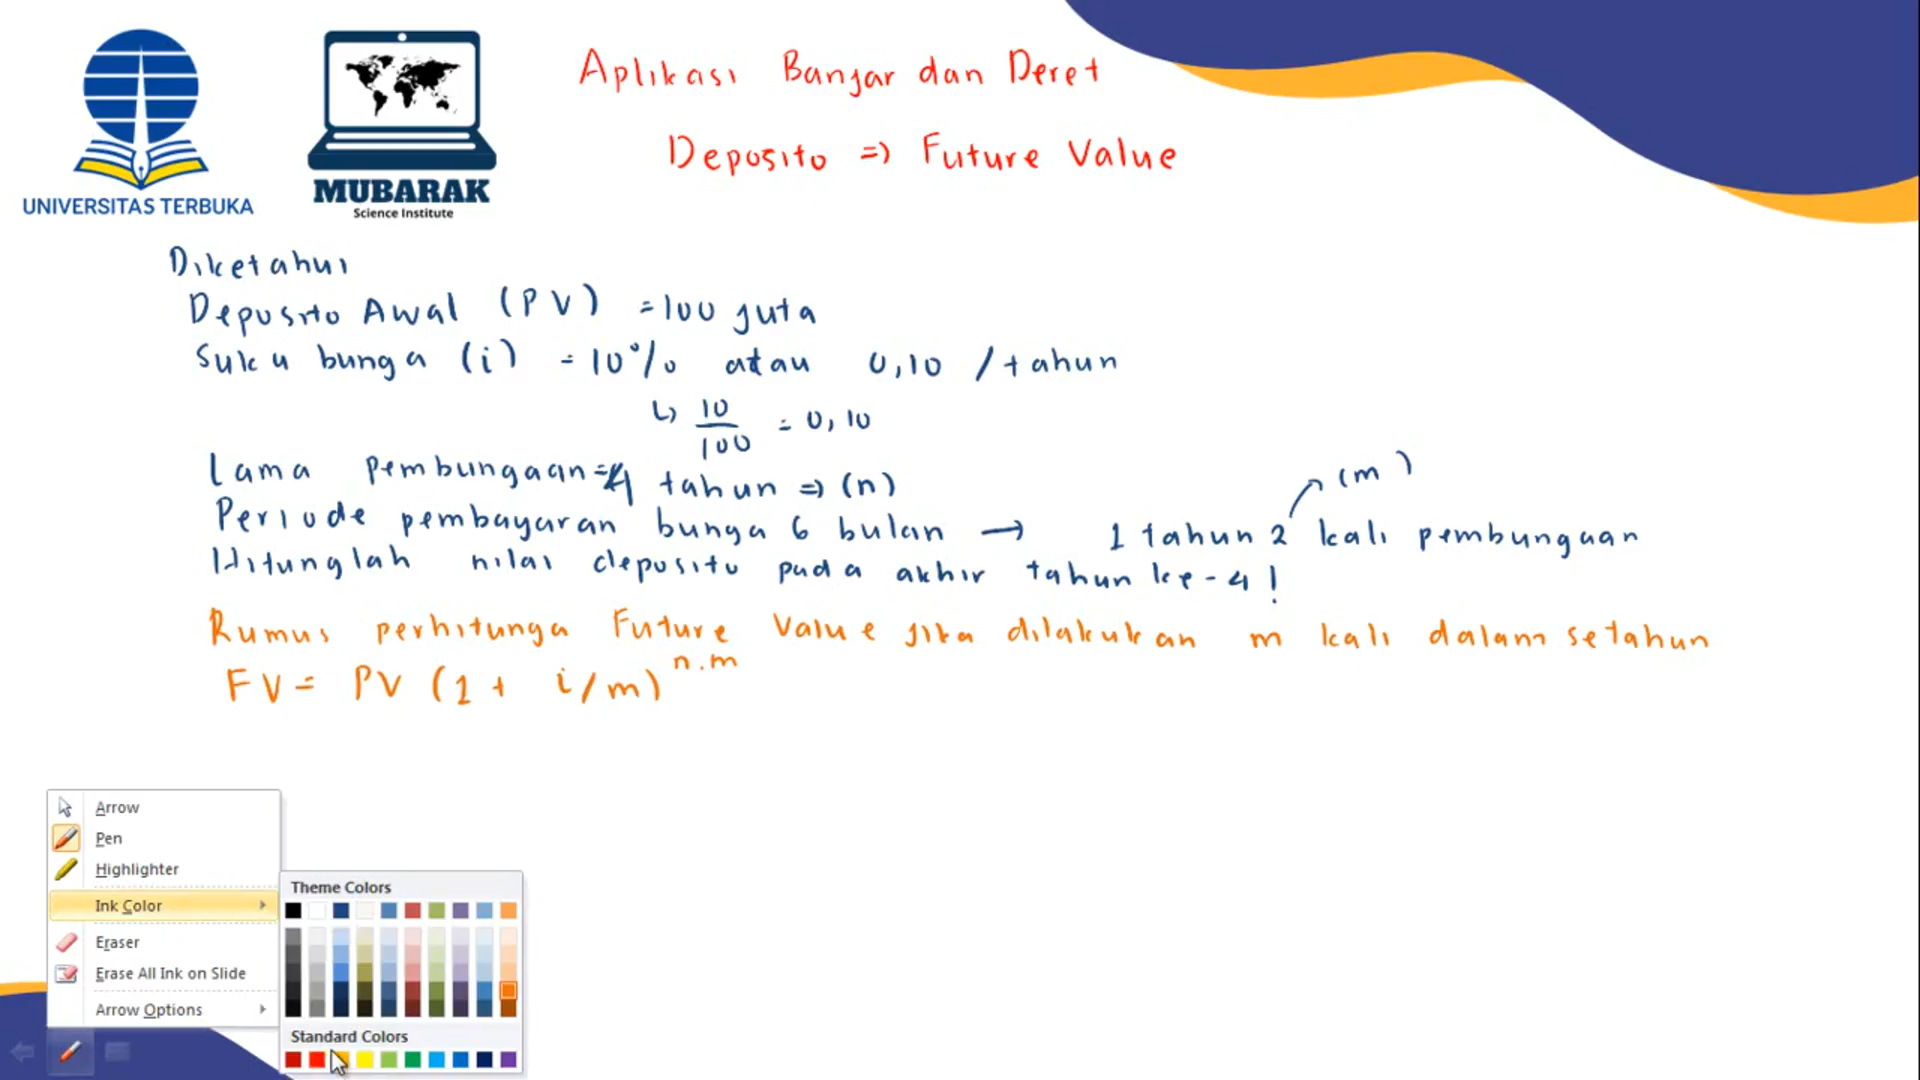 UNIVERSITAS TERBUKA
MUBARAK
Science Institute
Aplikasi Banjar dan Deret
Deposito => Future Value
Diketahui
Deposito Awal (PV) = 100 juta
Suku bunga (i) = 10% atau 0,10 /tahun
↳ 10/100 = 0,10
Lama pembungaan = 4 tahun => (n)
Periode pembayaran bunga 6 bulan → 1 tahun 2 kali pembungaan
(m)
Hitunglah nilai deposito pada akhir tahun ke-4!
Rumus perhitunga Future Value jika dilakukan m kali dalam setahun
FV = PV (1 + i/m)^n.m
Arrow
Pen
Highlighter
Ink Color
Eraser
Erase All Ink on Slide
Arrow Options
Theme Colors
Standard Colors